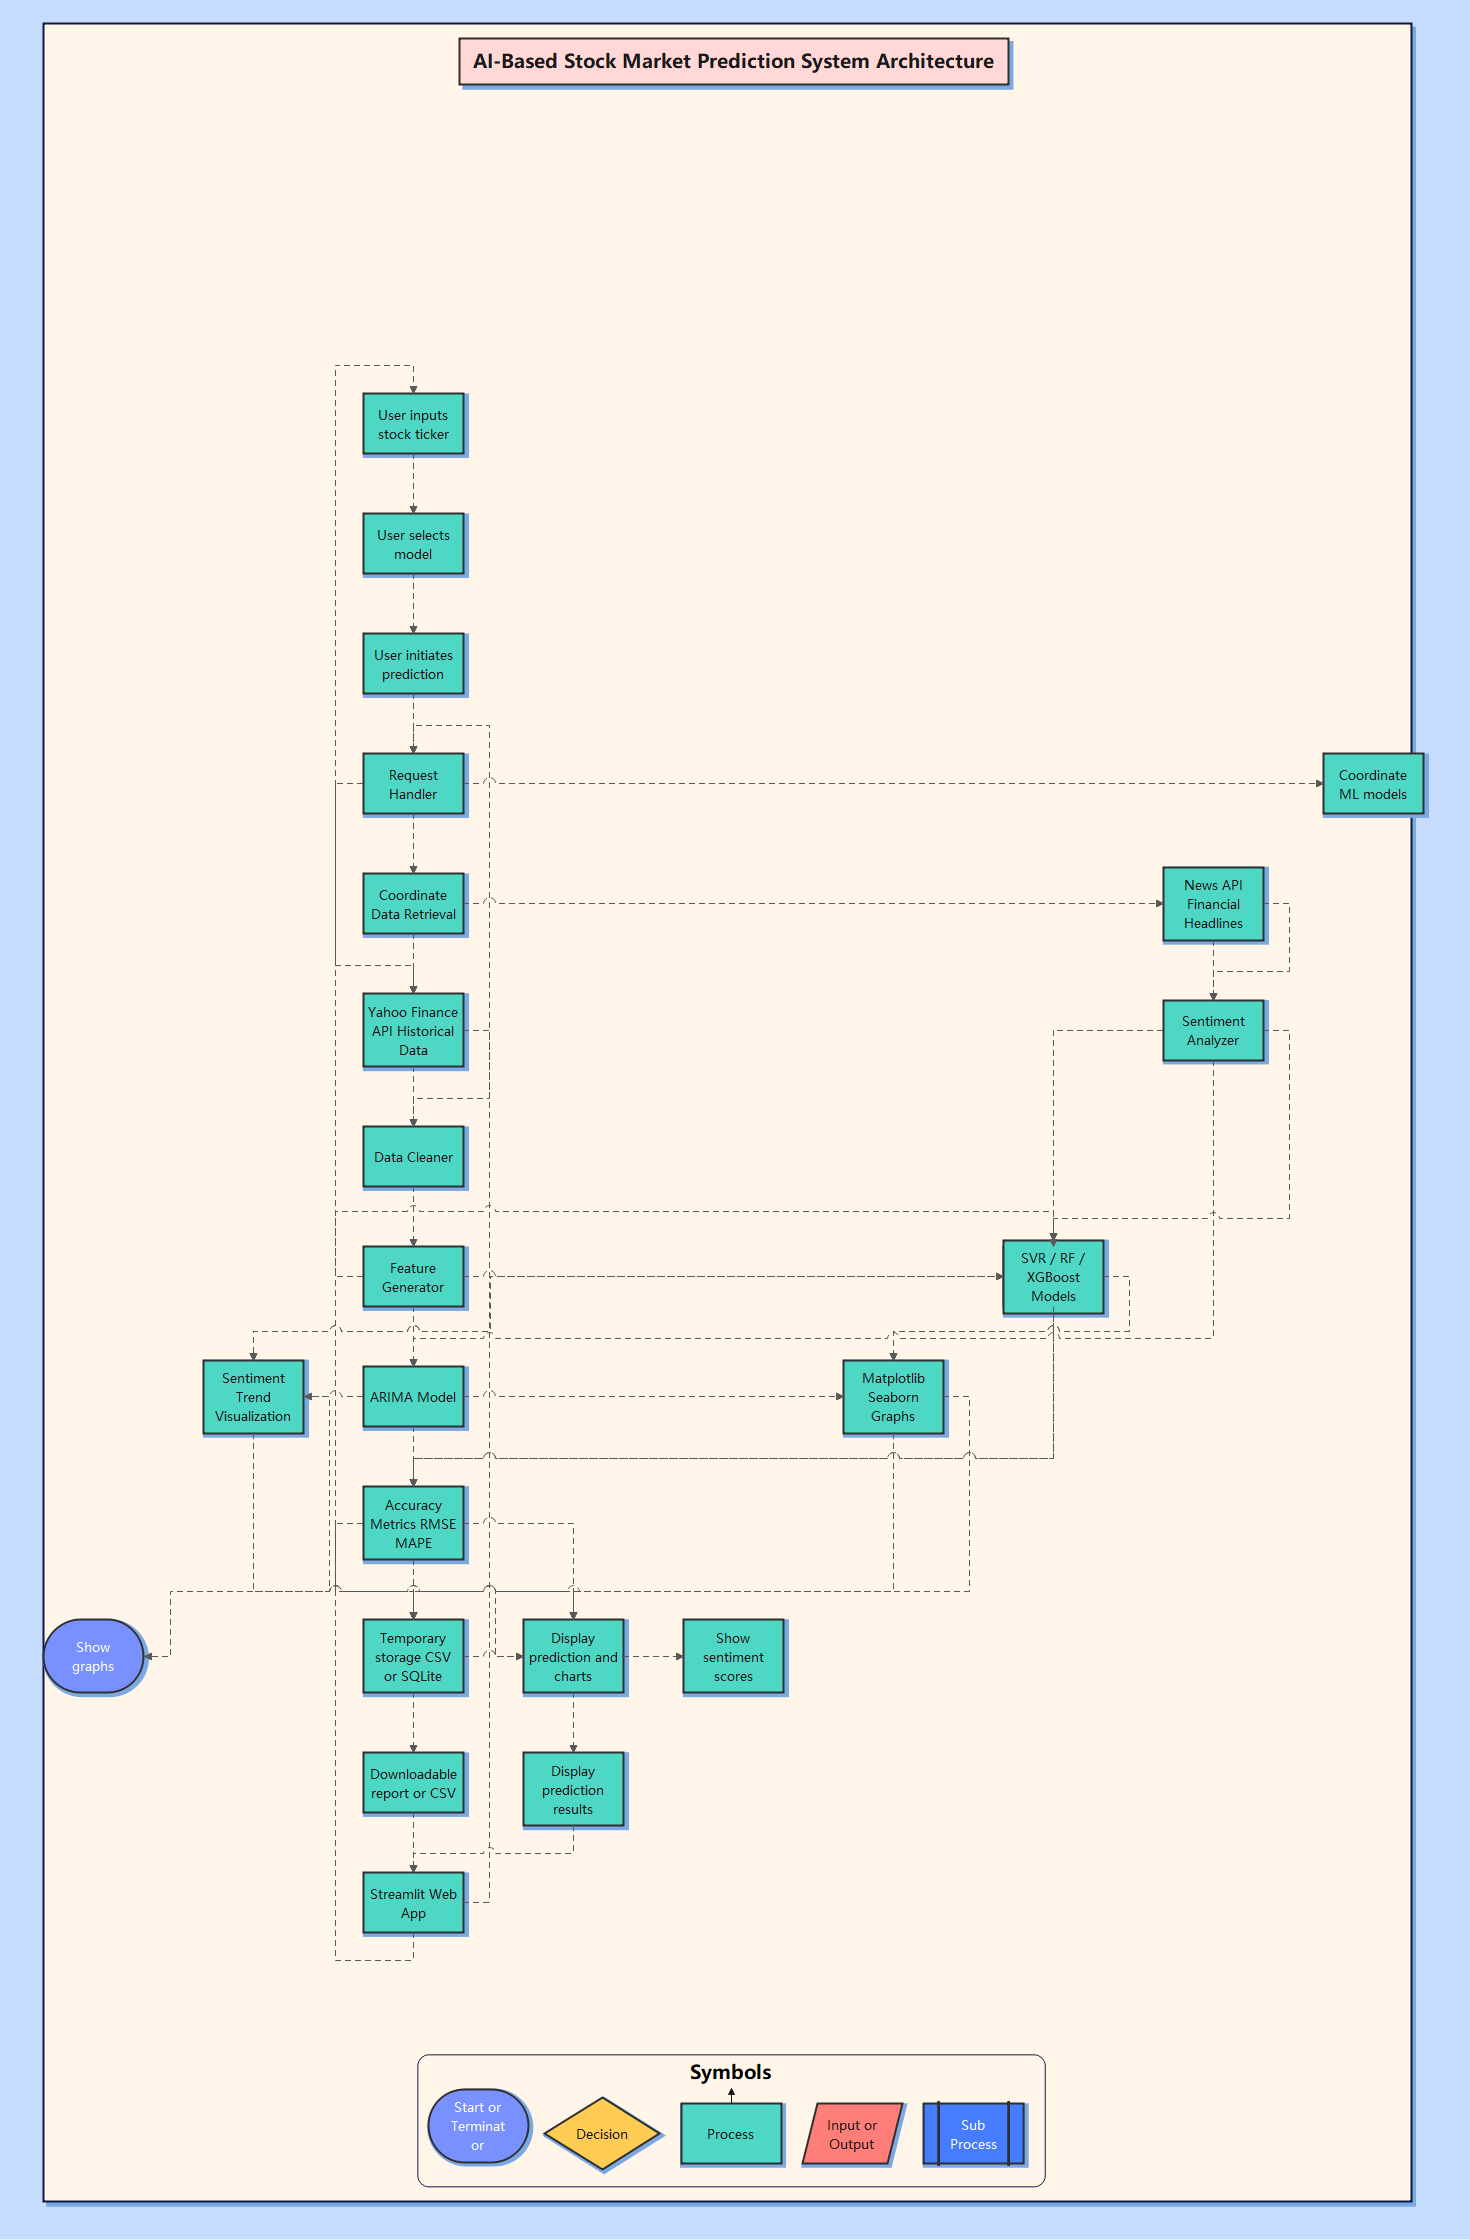 AI-Based Stock Market Prediction System Architecture
User inputs
stock ticker
User selects
model
User initiates
prediction
Request
Handler
Coordinate
ML models
Coordinate
Data Retrieval
News API
Financial
Headlines
Yahoo Finance
API Historical
Data
Sentiment
Analyzer
Data Cleaner
Feature
Generator
SVR / RF /
XGBoost
Models
Sentiment
Trend
Visualization
ARIMA Model
Matplotlib
Seaborn
Graphs
Accuracy
Metrics RMSE
MAPE
Show
graphs
Temporary
storage CSV
or SQLite
Display
prediction and
charts
Show
sentiment
scores
Downloadable
report or CSV
Display
prediction
results
Streamlit Web
App
Symbols
Start or
Terminat
or
Decision
Process
Input or
Output
Sub
Process